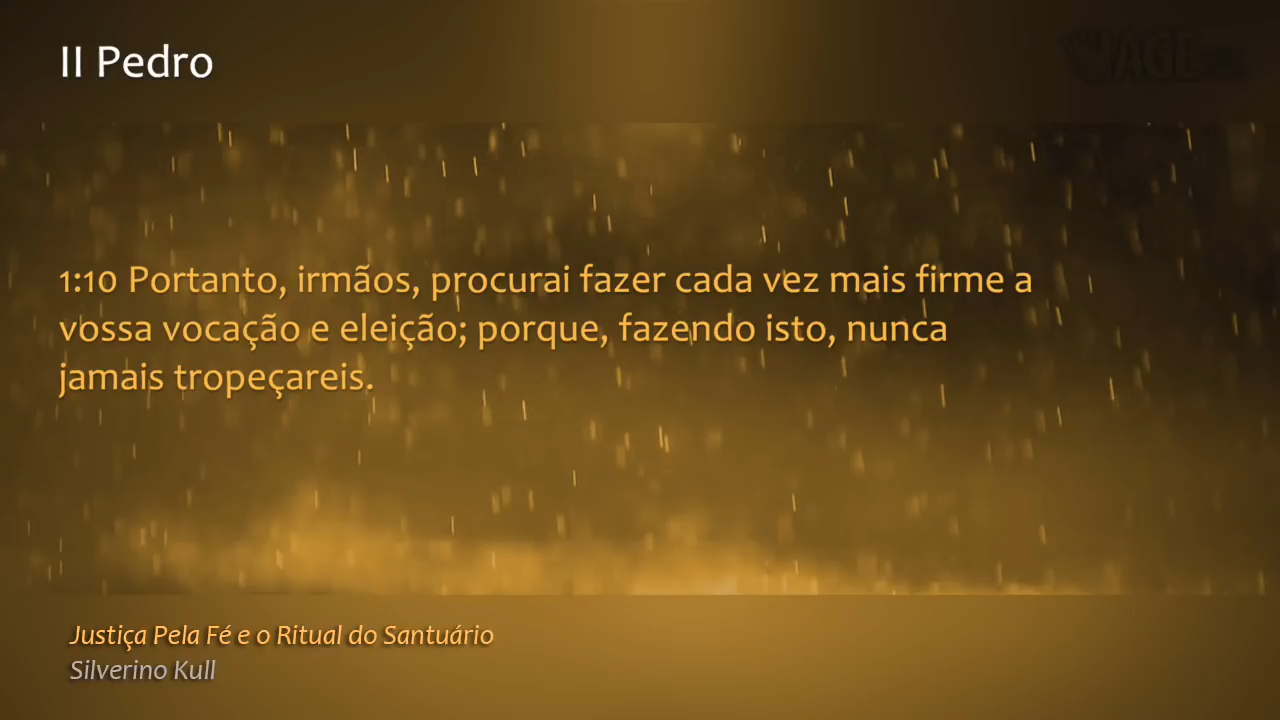 II Pedro
1:10 Portanto, irmãos, procurai fazer cada vez mais firme a
vossa vocação e eleição; porque, fazendo isto, nunca
jamais tropeçareis.
Justiça Pela Fé e o Ritual do Santuário
Silverino Kull